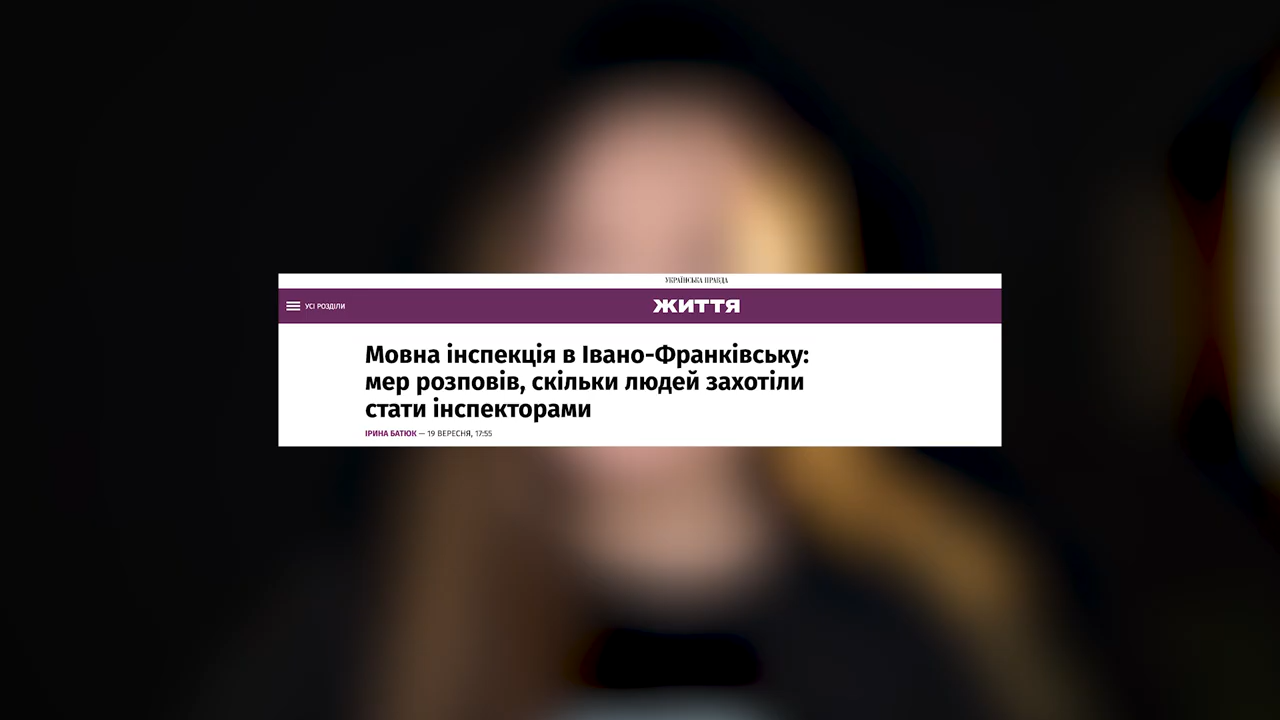 УКРАЇНСЬКА ПРАВДА
УСІ РОЗДІЛИ
ЖИТТЯ
Мовна інспекція в Івано-Франківську:
мер розповів, скільки людей захотіли
стати інспекторами
ІРИНА БАТЮК — 19 ВЕРЕСНЯ, 17:55